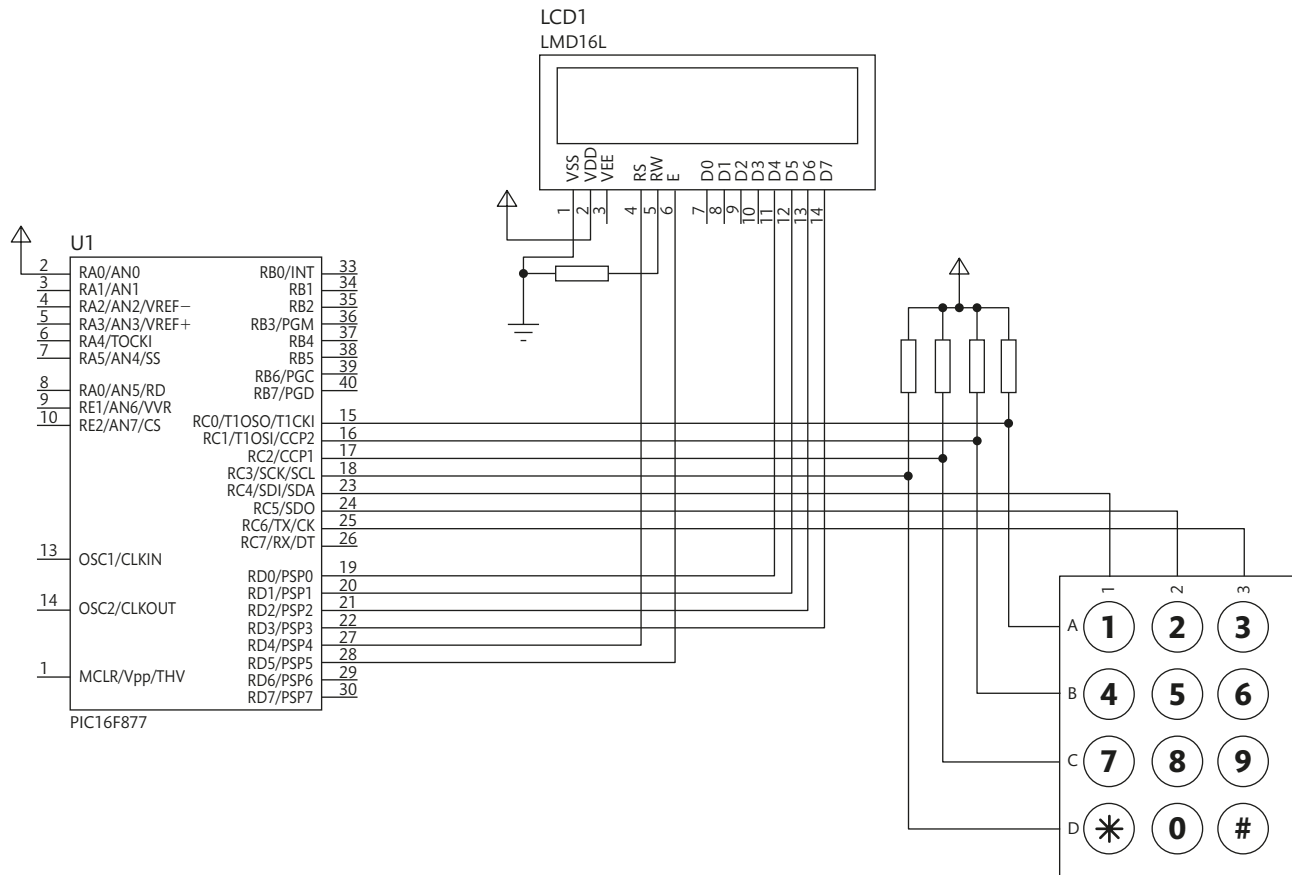 LCD1
LMD16L
VSS
VDD
VEE
RS
RW
E
D0
D1
D2
D3
D4
D5
D6
D7
1
2
3
4
5
6
7
8
9
10
11
12
13
14
U1
2 RA0/AN0
3 RA1/AN1
4 RA2/AN2/VREF−
5 RA3/AN3/VREF+
6 RA4/TOCKI
7 RA5/AN4/SS
8 RA0/AN5/RD
9 RE1/AN6/VVR
10 RE2/AN7/CS
13 OSC1/CLKIN
14 OSC2/CLKOUT
1 MCLR/Vpp/THV
RB0/INT 33
RB1 34
RB2 35
RB3/PGM 36
RB4 37
RB5 38
RB6/PGC 39
RB7/PGD 40
RC0/T1OSO/T1CKI 15
RC1/T1OSI/CCP2 16
RC2/CCP1 17
RC3/SCK/SCL 18
RC4/SDI/SDA 23
RC5/SDO 24
RC6/TX/CK 25
RC7/RX/DT 26
RD0/PSP0 19
RD1/PSP1 20
RD2/PSP2 21
RD3/PSP3 22
RD4/PSP4 27
RD5/PSP5 28
RD6/PSP6 29
RD7/PSP7 30
PIC16F877
1 2 3
A 1 2 3
B 4 5 6
C 7 8 9
D * 0 #